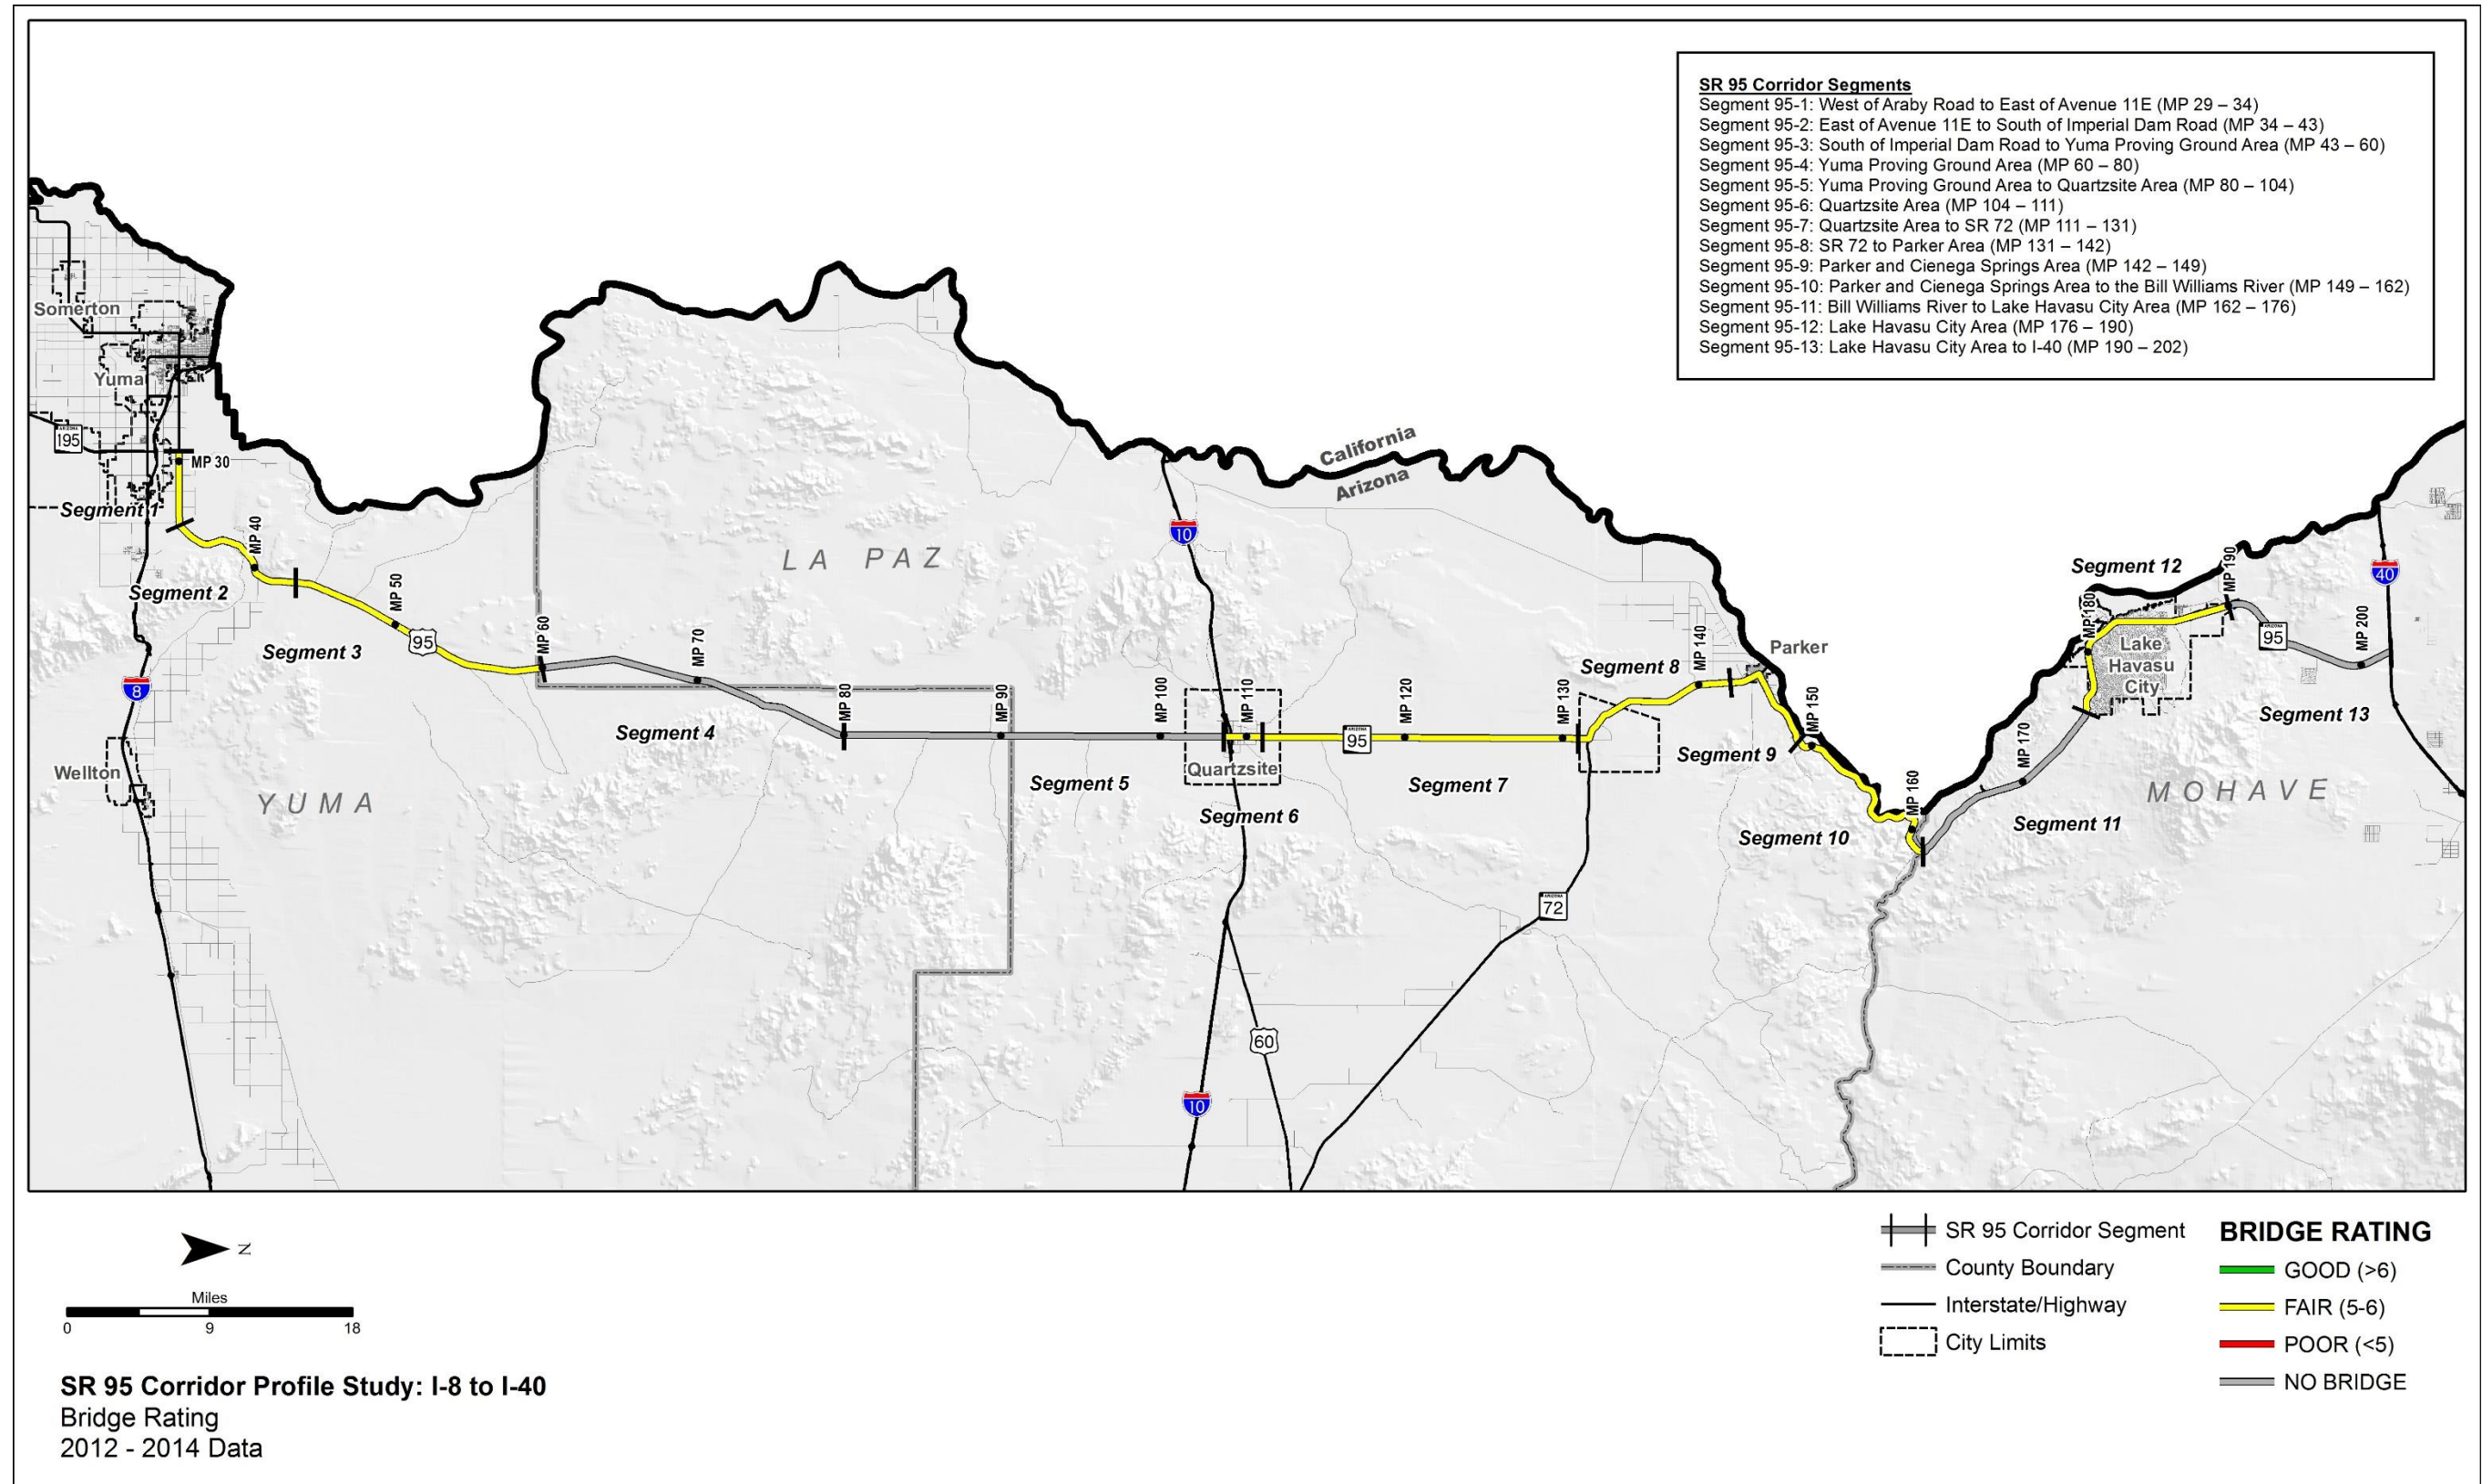 SR 95 Corridor Segments
Segment 95-1: West of Araby Road to East of Avenue 11E (MP 29 – 34)
Segment 95-2: East of Avenue 11E to South of Imperial Dam Road (MP 34 – 43)
Segment 95-3: South of Imperial Dam Road to Yuma Proving Ground Area (MP 43 – 60)
Segment 95-4: Yuma Proving Ground Area (MP 60 – 80)
Segment 95-5: Yuma Proving Ground Area to Quartzsite Area (MP 80 – 104)
Segment 95-6: Quartzsite Area (MP 104 – 111)
Segment 95-7: Quartzsite Area to SR 72 (MP 111 – 131)
Segment 95-8: SR 72 to Parker Area (MP 131 – 142)
Segment 95-9: Parker and Cienega Springs Area (MP 142 – 149)
Segment 95-10: Parker and Cienega Springs Area to the Bill Williams River (MP 149 – 162)
Segment 95-11: Bill Williams River to Lake Havasu City Area (MP 162 – 176)
Segment 95-12: Lake Havasu City Area (MP 176 – 190)
Segment 95-13: Lake Havasu City Area to I-40 (MP 190 – 202)
Somerton
Yuma
ARIZONA
195
MP 30
Segment 1
MP 40
Segment 2
MP 50
95
Segment 3
8
Wellton
YUMA
MP 60
LA PAZ
MP 70
Segment 4
MP 80
MP 90
Segment 5
MP 100
10
California
Arizona
MP 110
Quartzsite
Segment 6
ARIZONA
95
MP 120
Segment 7
MP 130
ARIZONA
72
60
10
Segment 8
MP 140
Parker
Segment 9
MP 150
Segment 10
MP 160
MP 170
Segment 11
MOHAVE
MP 180
Lake
Havasu
City
Segment 12
MP 190
ARIZONA
95
MP 200
40
Segment 13
N
Miles
0 9 18
SR 95 Corridor Profile Study: I-8 to I-40
Bridge Rating
2012 - 2014 Data
SR 95 Corridor Segment
County Boundary
Interstate/Highway
City Limits
BRIDGE RATING
GOOD (>6)
FAIR (5-6)
POOR (<5)
NO BRIDGE